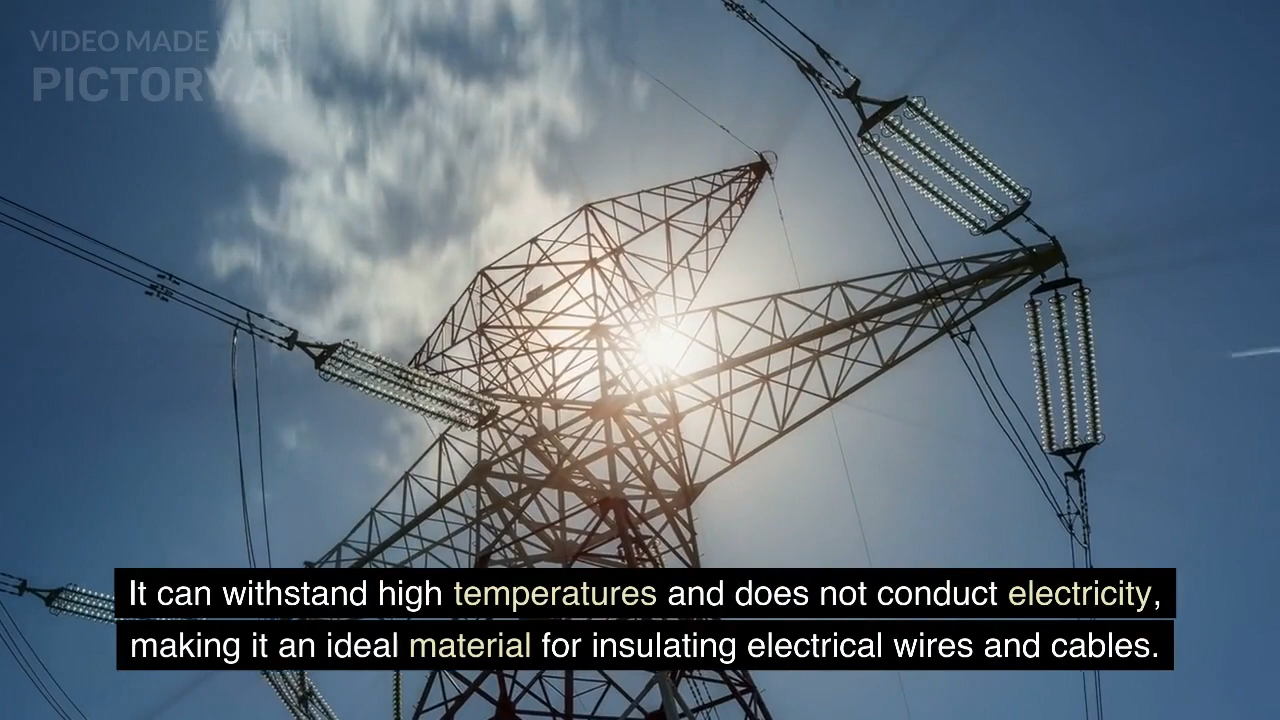 VIDEO MADE WITH
PICTORY.AI
It can withstand high temperatures and does not conduct electricity,
making it an ideal material for insulating electrical wires and cables.